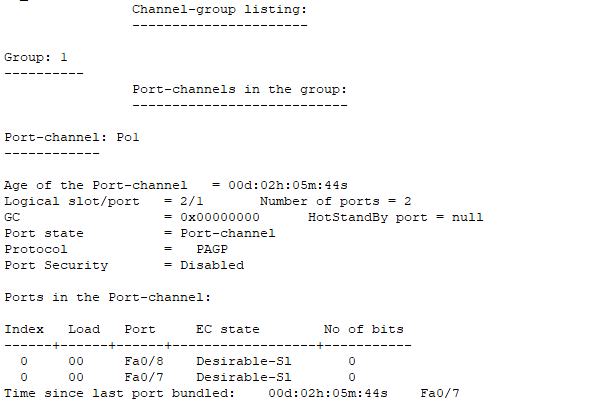 Channel-group listing:
----------------------
Group: 1
----------
Port-channels in the group:
---------------------------
Port-channel: Po1
------------
Age of the Port-channel   = 00d:02h:05m:44s
Logical slot/port   = 2/1       Number of ports = 2
GC                  = 0x00000000      HotStandBy port = null
Port state          = Port-channel
Protocol            =   PAGP
Port Security       = Disabled
Ports in the Port-channel:
Index   Load   Port     EC state        No of bits
------+------+------+------------------+-----------
  0     00     Fa0/8    Desirable-Sl       0
  0     00     Fa0/7    Desirable-Sl       0
Time since last port bundled:    00d:02h:05m:44s    Fa0/7